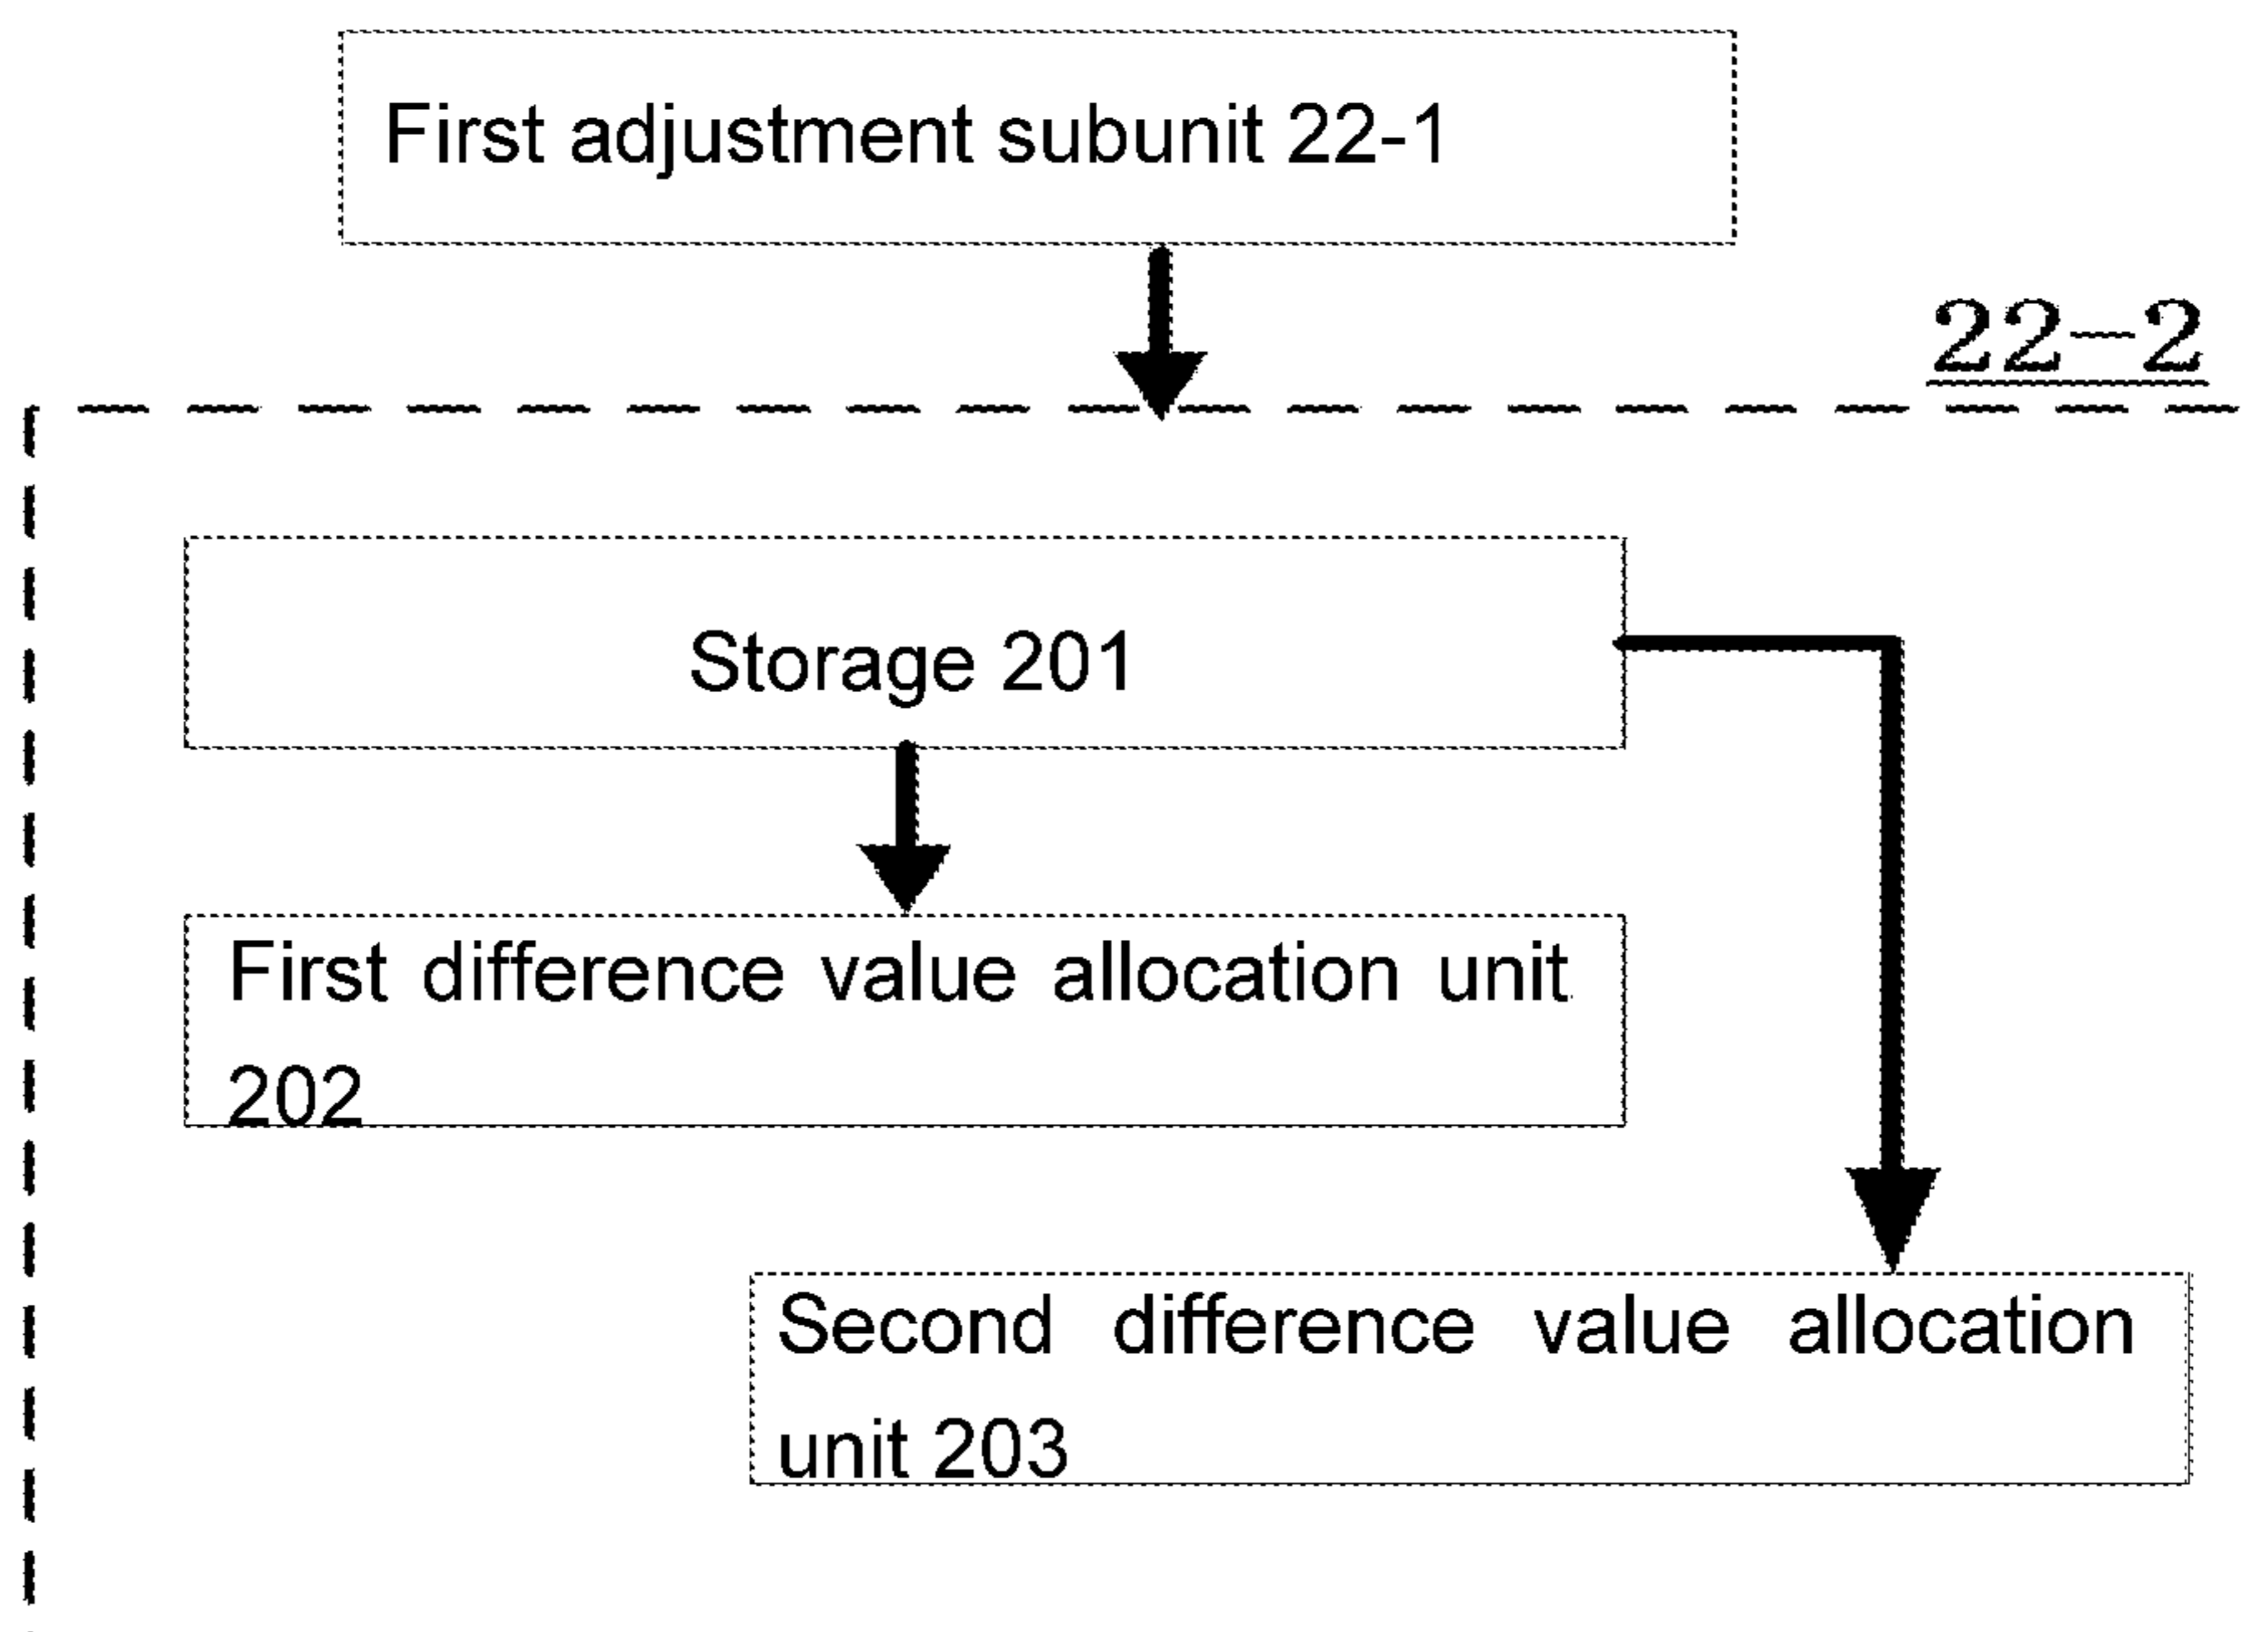 First adjustment subunit 22-1
22-2
Storage 201
First difference value allocation unit
202
Second difference value allocation
unit 203